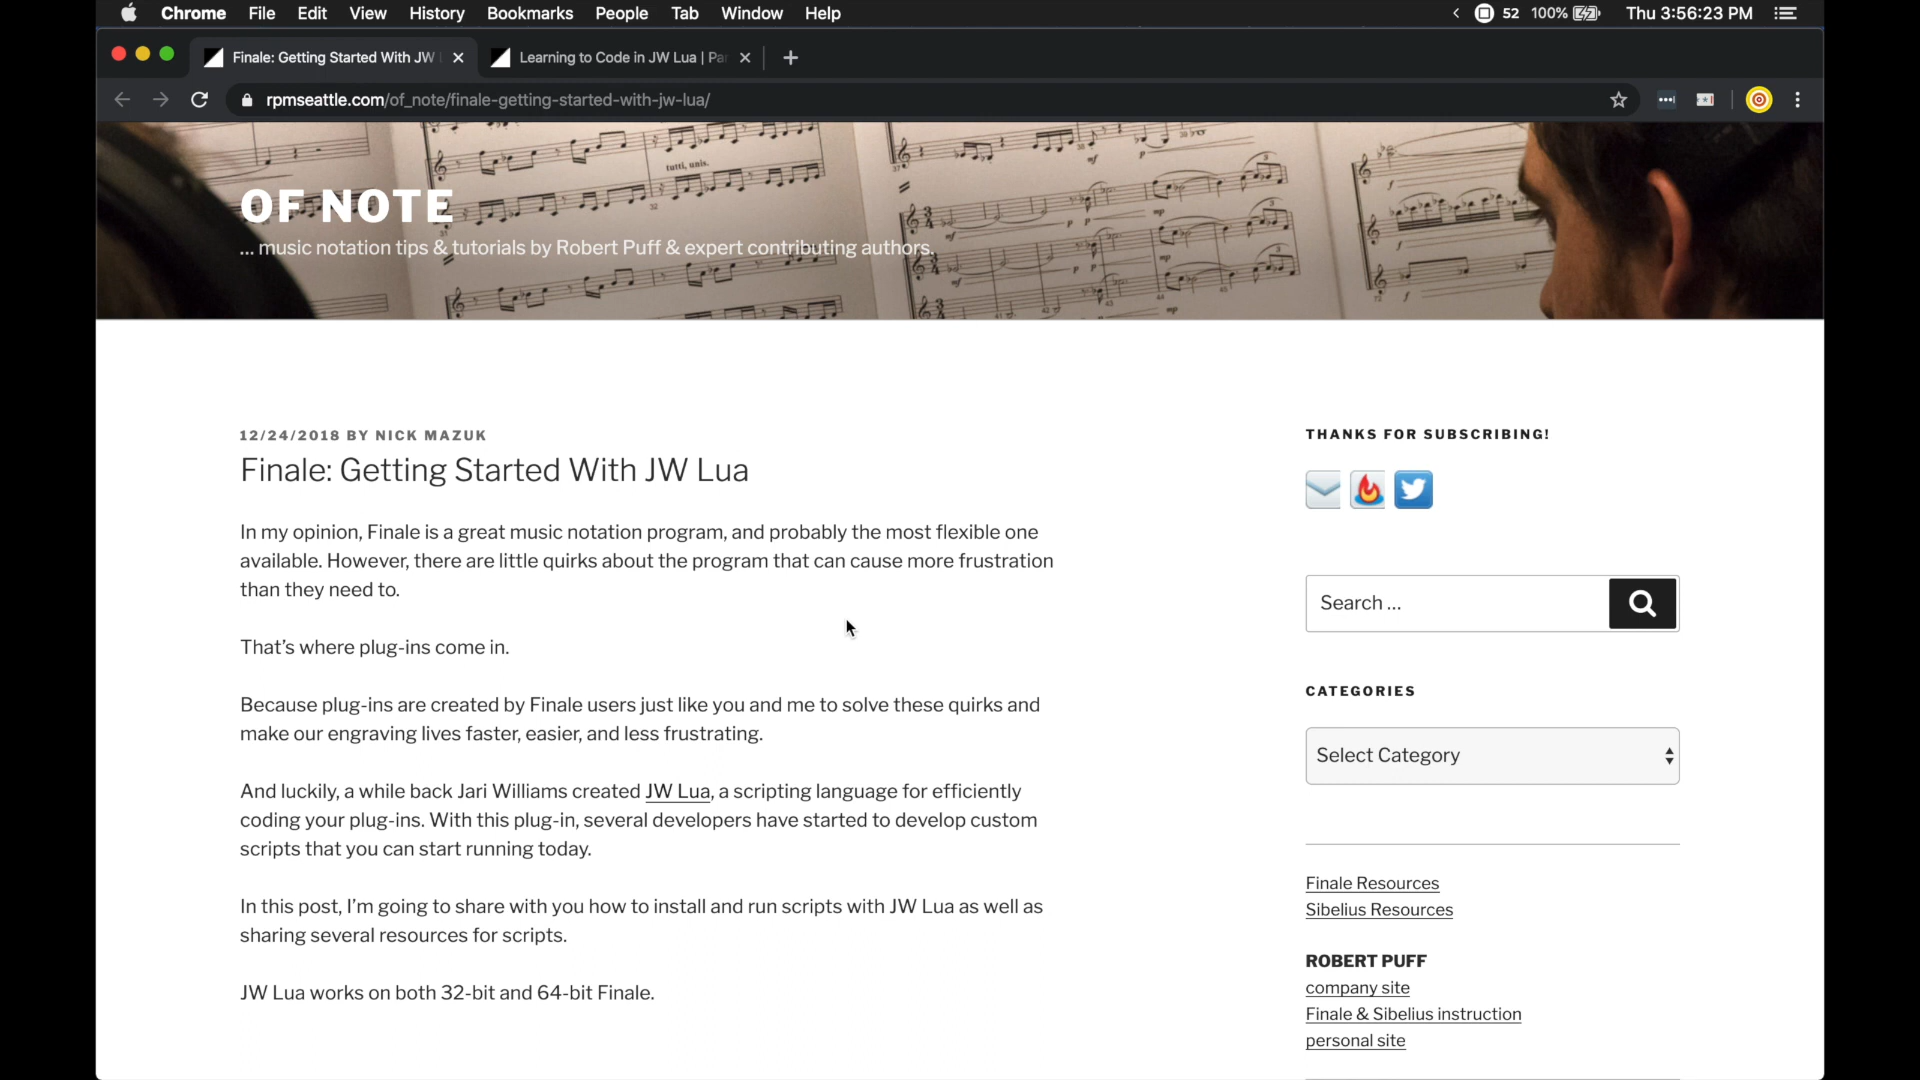 Chrome File Edit View History Bookmarks People Tab Window Help 52 100% Thu 3:56:23 PM
Finale: Getting Started With JW
Learning to Code in JW Lua | Pa
rpmseattle.com/of_note/finale-getting-started-with-jw-lua/
tutti, unis.
OF NOTE
... music notation tips & tutorials by Robert Puff & expert contributing authors.
12/24/2018 BY NICK MAZUK
Finale: Getting Started With JW Lua
In my opinion, Finale is a great music notation program, and probably the most flexible one
available. However, there are little quirks about the program that can cause more frustration
than they need to.
That’s where plug-ins come in.
Because plug-ins are created by Finale users just like you and me to solve these quirks and
make our engraving lives faster, easier, and less frustrating.
And luckily, a while back Jari Williams created JW Lua, a scripting language for efficiently
coding your plug-ins. With this plug-in, several developers have started to develop custom
scripts that you can start running today.
In this post, I’m going to share with you how to install and run scripts with JW Lua as well as
sharing several resources for scripts.
JW Lua works on both 32-bit and 64-bit Finale.
THANKS FOR SUBSCRIBING!
Search ...
CATEGORIES
Select Category
Finale Resources
Sibelius Resources
ROBERT PUFF
company site
Finale & Sibelius instruction
personal site